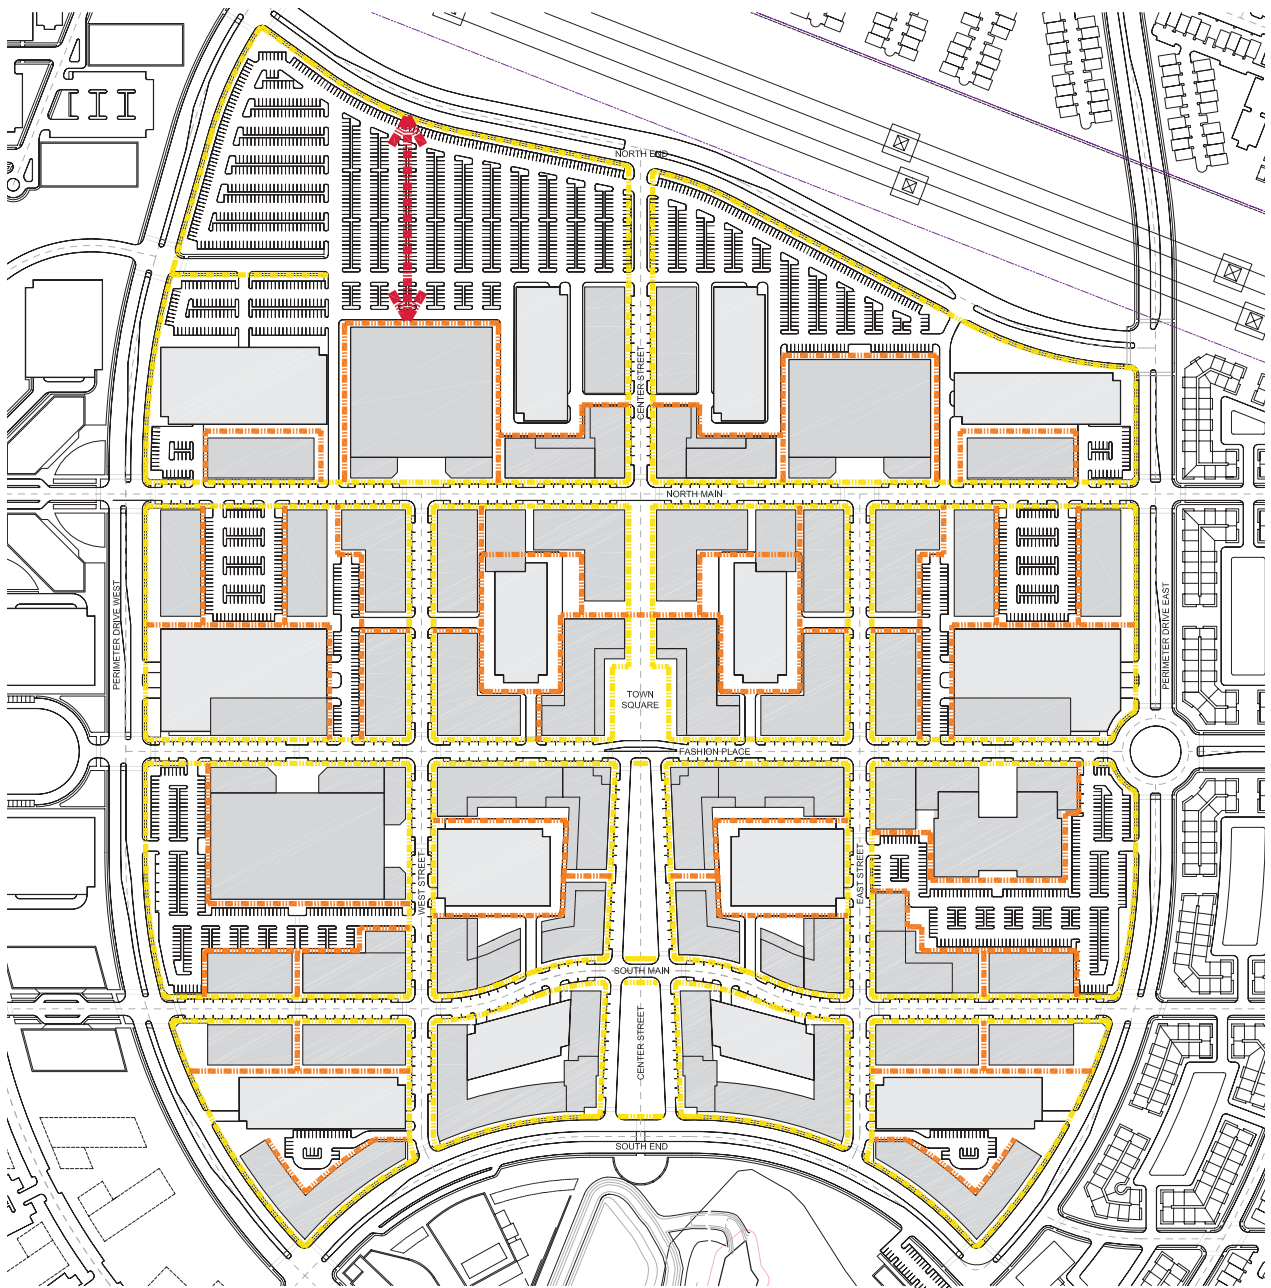 NORTH END
CENTER STREET
NORTH MAIN
PERIMETER DRIVE WEST
PERIMETER DRIVE EAST
TOWN
SQUARE
FASHION PLACE
WEST STREET
EAST STREET
SOUTH MAIN
CENTER STREET
SOUTH END